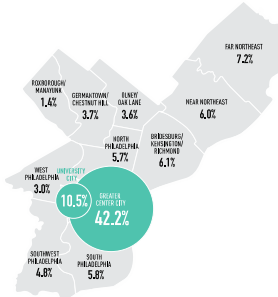 FAR NORTHEAST
7.2%
ROXBOROUGH/
MANAYUNK
1.4%
GERMANTOWN/
CHESTNUT HILL
3.7%
OLNEY/
OAK LANE
3.6%
NEAR NORTHEAST
6.0%
NORTH
PHILADELPHIA
5.7%
BRIDESBURG/
KENSINGTON/
RICHMOND
6.1%
WEST
PHILADELPHIA
3.0%
UNIVERSITY
CITY
10.5%
GREATER
CENTER CITY
42.2%
SOUTHWEST
PHILADELPHIA
4.8%
SOUTH
PHILADELPHIA
5.8%